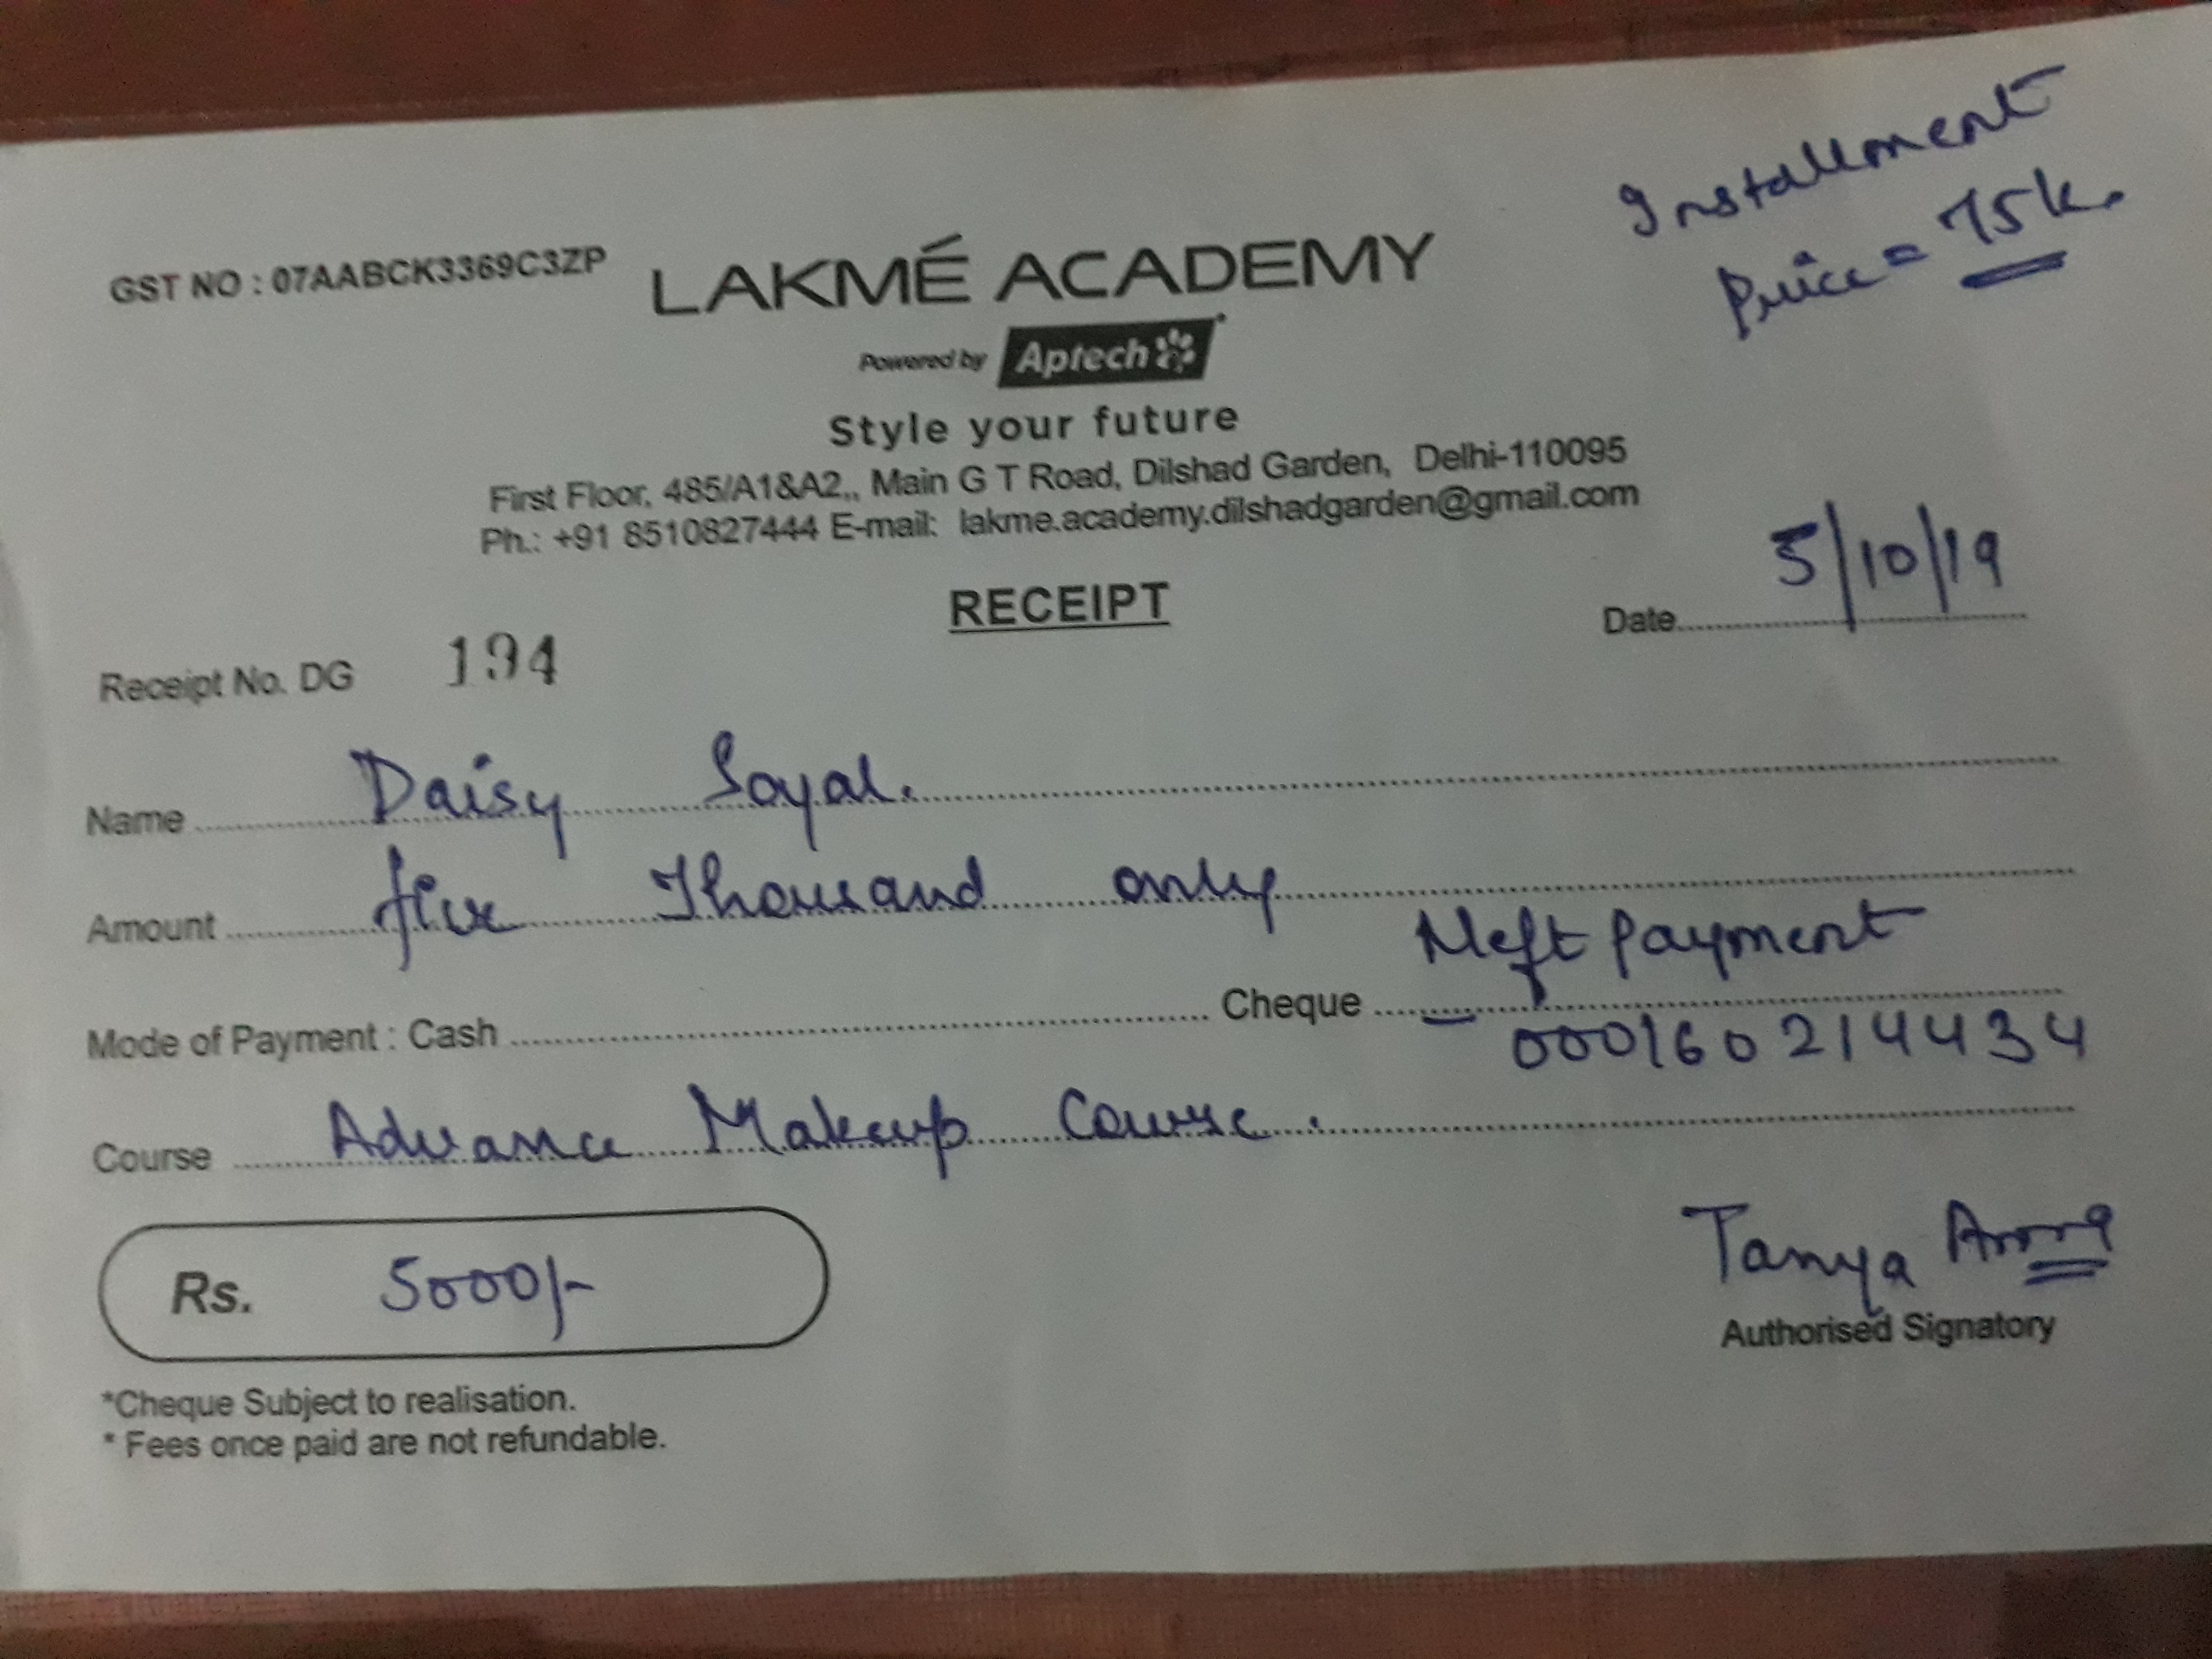 Installment
Price = 75k.
GST NO : 07AABCK3369C3ZP
LAKMÉ ACADEMY
Powered by Aptech
Style your future
First Floor, 485/A1&A2,, Main G T Road, Dilshad Garden, Delhi-110095
Ph.: +91 8510827444 E-mail: lakme.academy.dilshadgarden@gmail.com
RECEIPT
Date 5/10/19
Receipt No. DG 194
Name Daisy Soyal.
Amount five Thousand only
Mode of Payment : Cash Cheque Neft Payment
- 000160214434
Course Advance Makeup Course.
Rs. 5000/-
Tanya Arora
Authorised Signatory
*Cheque Subject to realisation.
* Fees once paid are not refundable.